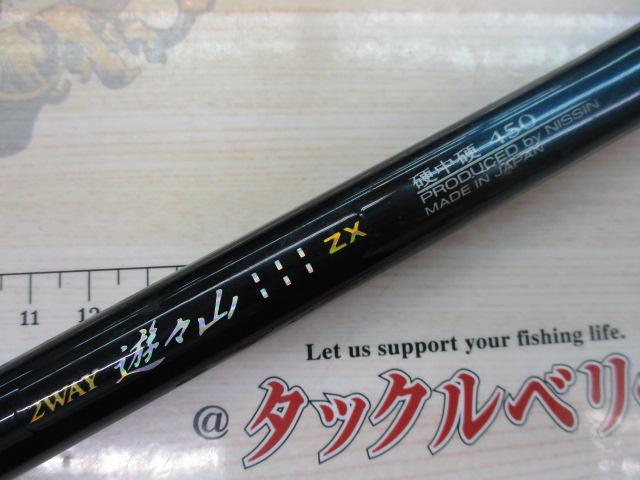 硬中硬 450
PRODUCED by NISSIN
MADE IN JAPAN
2WAY 遊々山 ZX
11 12 13
Let us support your fishing life.
@タックルベリー